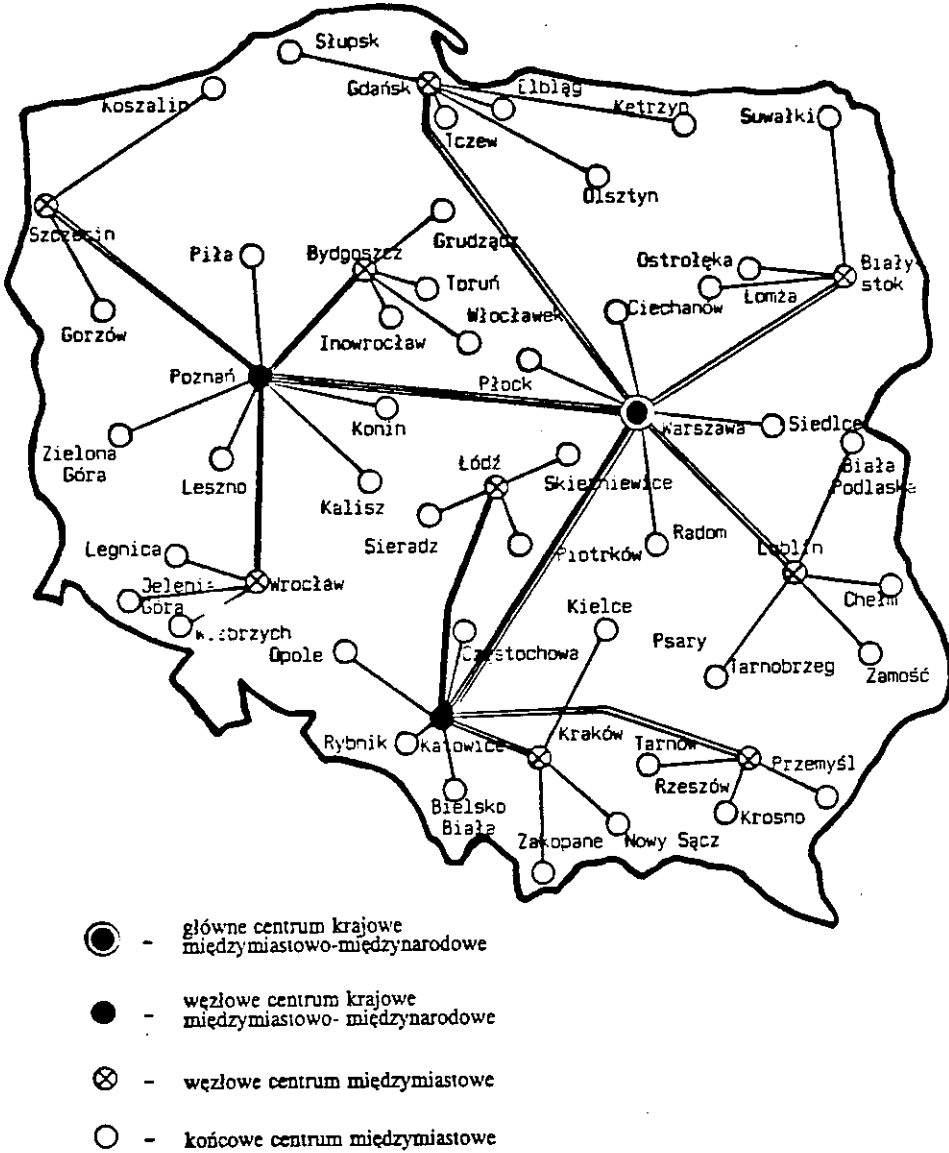 Słupsk
Gdańsk
Elbląg
Koszalin
Kętrzyn
Suwałki
Tczew
Olsztyn
Szczecin
Piła
Bydgoszcz
Grudządz
Ostrołęka
Biały-
stok
Toruń
Łomża
Ciechanów
Włocławek
Gorzów
Inowrocław
Poznań
Płock
Konin
Warszawa
Siedlce
Zielona
Góra
Leszno
Kalisz
Łódź
Skierniewice
Biała
Podlaska
Sieradz
Piotrków
Radom
Lublin
Legnica
Jelenia
Góra
Wrocław
Chełm
Kielce
Opole
Częstochowa
Psary
Tarnobrzeg
Zamość
Rybnik
Katowice
Kraków
Tarnów
Rzeszów
Przemyśl
Bielsko
Biała
Krosno
Zakopane
Nowy Sącz
- główne centrum krajowe
międzymiastowo-międzynarodowe
- węzłowe centrum krajowe
międzymiastowo- międzynarodowe
- węzłowe centrum międzymiastowe
- końcowe centrum międzymiastowe